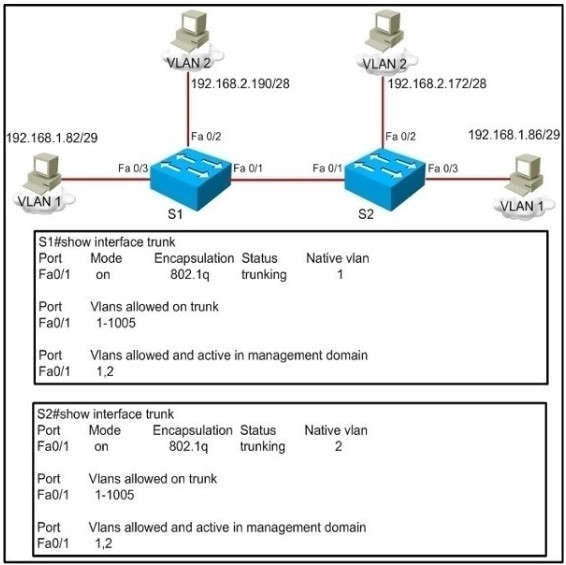 VLAN 2
VLAN 2
192.168.2.190/28
192.168.2.172/28
192.168.1.82/29
Fa 0/2
Fa 0/2
192.168.1.86/29
Fa 0/3
Fa 0/1
Fa 0/1
Fa 0/3
VLAN 1
VLAN 1
S1
S2
S1#show interface trunk
Port Mode Encapsulation Status Native vlan
Fa0/1 on 802.1q trunking 1
Port Vlans allowed on trunk
Fa0/1 1-1005
Port Vlans allowed and active in management domain
Fa0/1 1,2
S2#show interface trunk
Port Mode Encapsulation Status Native vlan
Fa0/1 on 802.1q trunking 2
Port Vlans allowed on trunk
Fa0/1 1-1005
Port Vlans allowed and active in management domain
Fa0/1 1,2